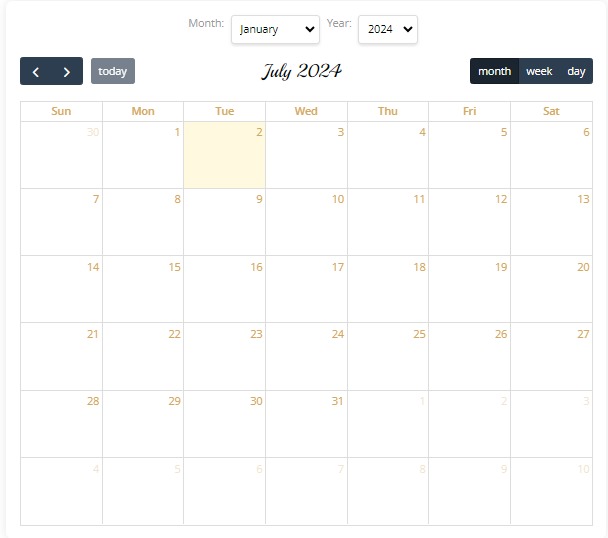 Month: January Year: 2024
today July 2024 month week day
Sun Mon Tue Wed Thu Fri Sat
30 1 2 3 4 5 6
7 8 9 10 11 12 13
14 15 16 17 18 19 20
21 22 23 24 25 26 27
28 29 30 31 1 2 3
4 5 6 7 8 9 10